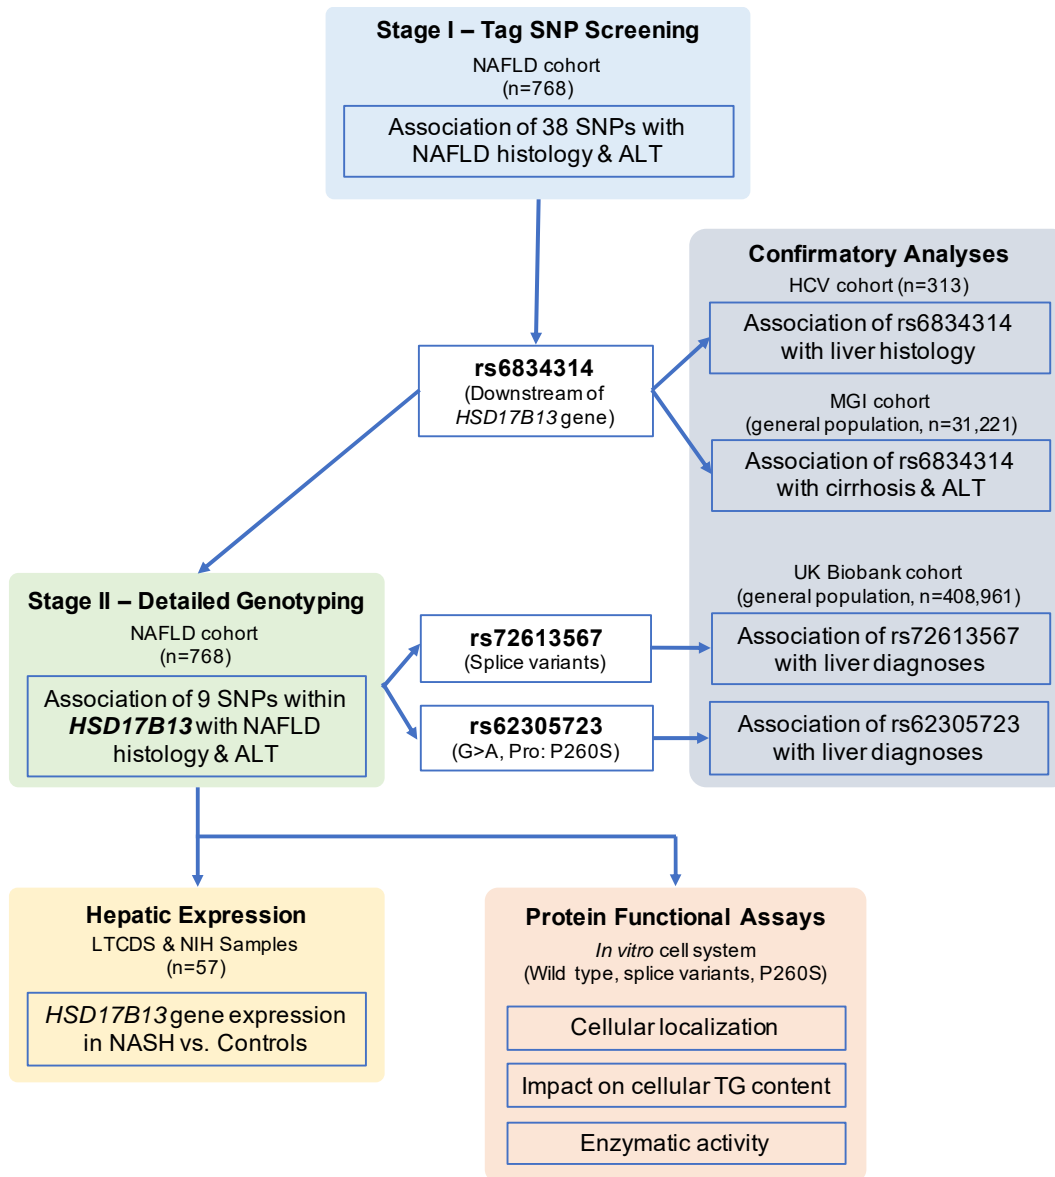 Stage I – Tag SNP Screening
NAFLD cohort
(n=768)
Association of 38 SNPs with
NAFLD histology & ALT
Confirmatory Analyses
HCV cohort (n=313)
Association of rs6834314
with liver histology
rs6834314
(Downstream of
HSD17B13 gene)
MGI cohort
(general population, n=31,221)
Association of rs6834314
with cirrhosis & ALT
UK Biobank cohort
(general population, n=408,961)
Association of rs72613567
with liver diagnoses
Association of rs62305723
with liver diagnoses
Stage II – Detailed Genotyping
NAFLD cohort
(n=768)
Association of 9 SNPs within
HSD17B13 with NAFLD
histology & ALT
rs72613567
(Splice variants)
rs62305723
(G>A, Pro: P260S)
Hepatic Expression
LTCDS & NIH Samples
(n=57)
HSD17B13 gene expression
in NASH vs. Controls
Protein Functional Assays
In vitro cell system
(Wild type, splice variants, P260S)
Cellular localization
Impact on cellular TG content
Enzymatic activity